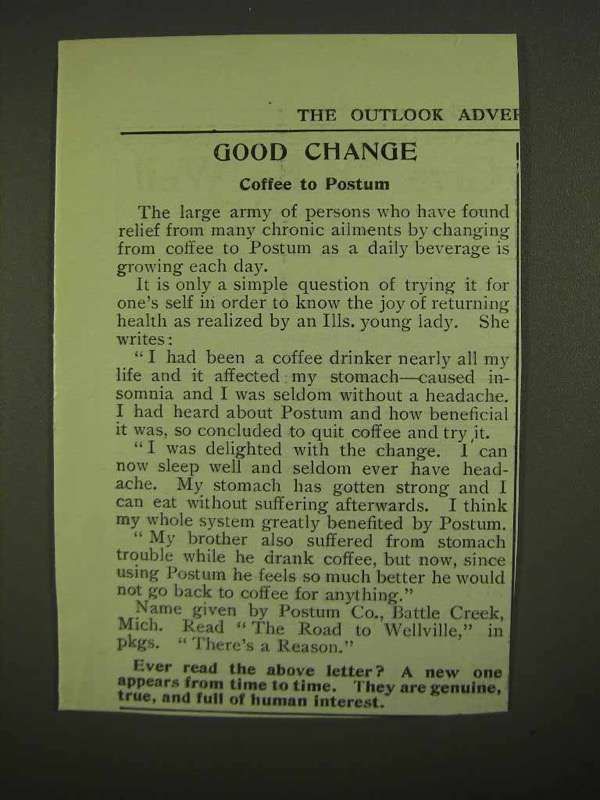 THE OUTLOOK ADVER
GOOD CHANGE
Coffee to Postum
The large army of persons who have found
relief from many chronic ailments by changing
from coffee to Postum as a daily beverage is
growing each day.
It is only a simple question of trying it for
one's self in order to know the joy of returning
health as realized by an Ills. young lady. She
writes:
"I had been a coffee drinker nearly all my
life and it affected my stomach—caused in-
somnia and I was seldom without a headache.
I had heard about Postum and how beneficial
it was, so concluded to quit coffee and try it.
"I was delighted with the change. I can
now sleep well and seldom ever have head-
ache. My stomach has gotten strong and I
can eat without suffering afterwards. I think
my whole system greatly benefited by Postum.
"My brother also suffered from stomach
trouble while he drank coffee, but now, since
using Postum he feels so much better he would
not go back to coffee for anything."
Name given by Postum Co., Battle Creek,
Mich. Read "The Road to Wellville," in
pkgs. "There's a Reason."
Ever read the above letter? A new one
appears from time to time. They are genuine,
true, and full of human interest.